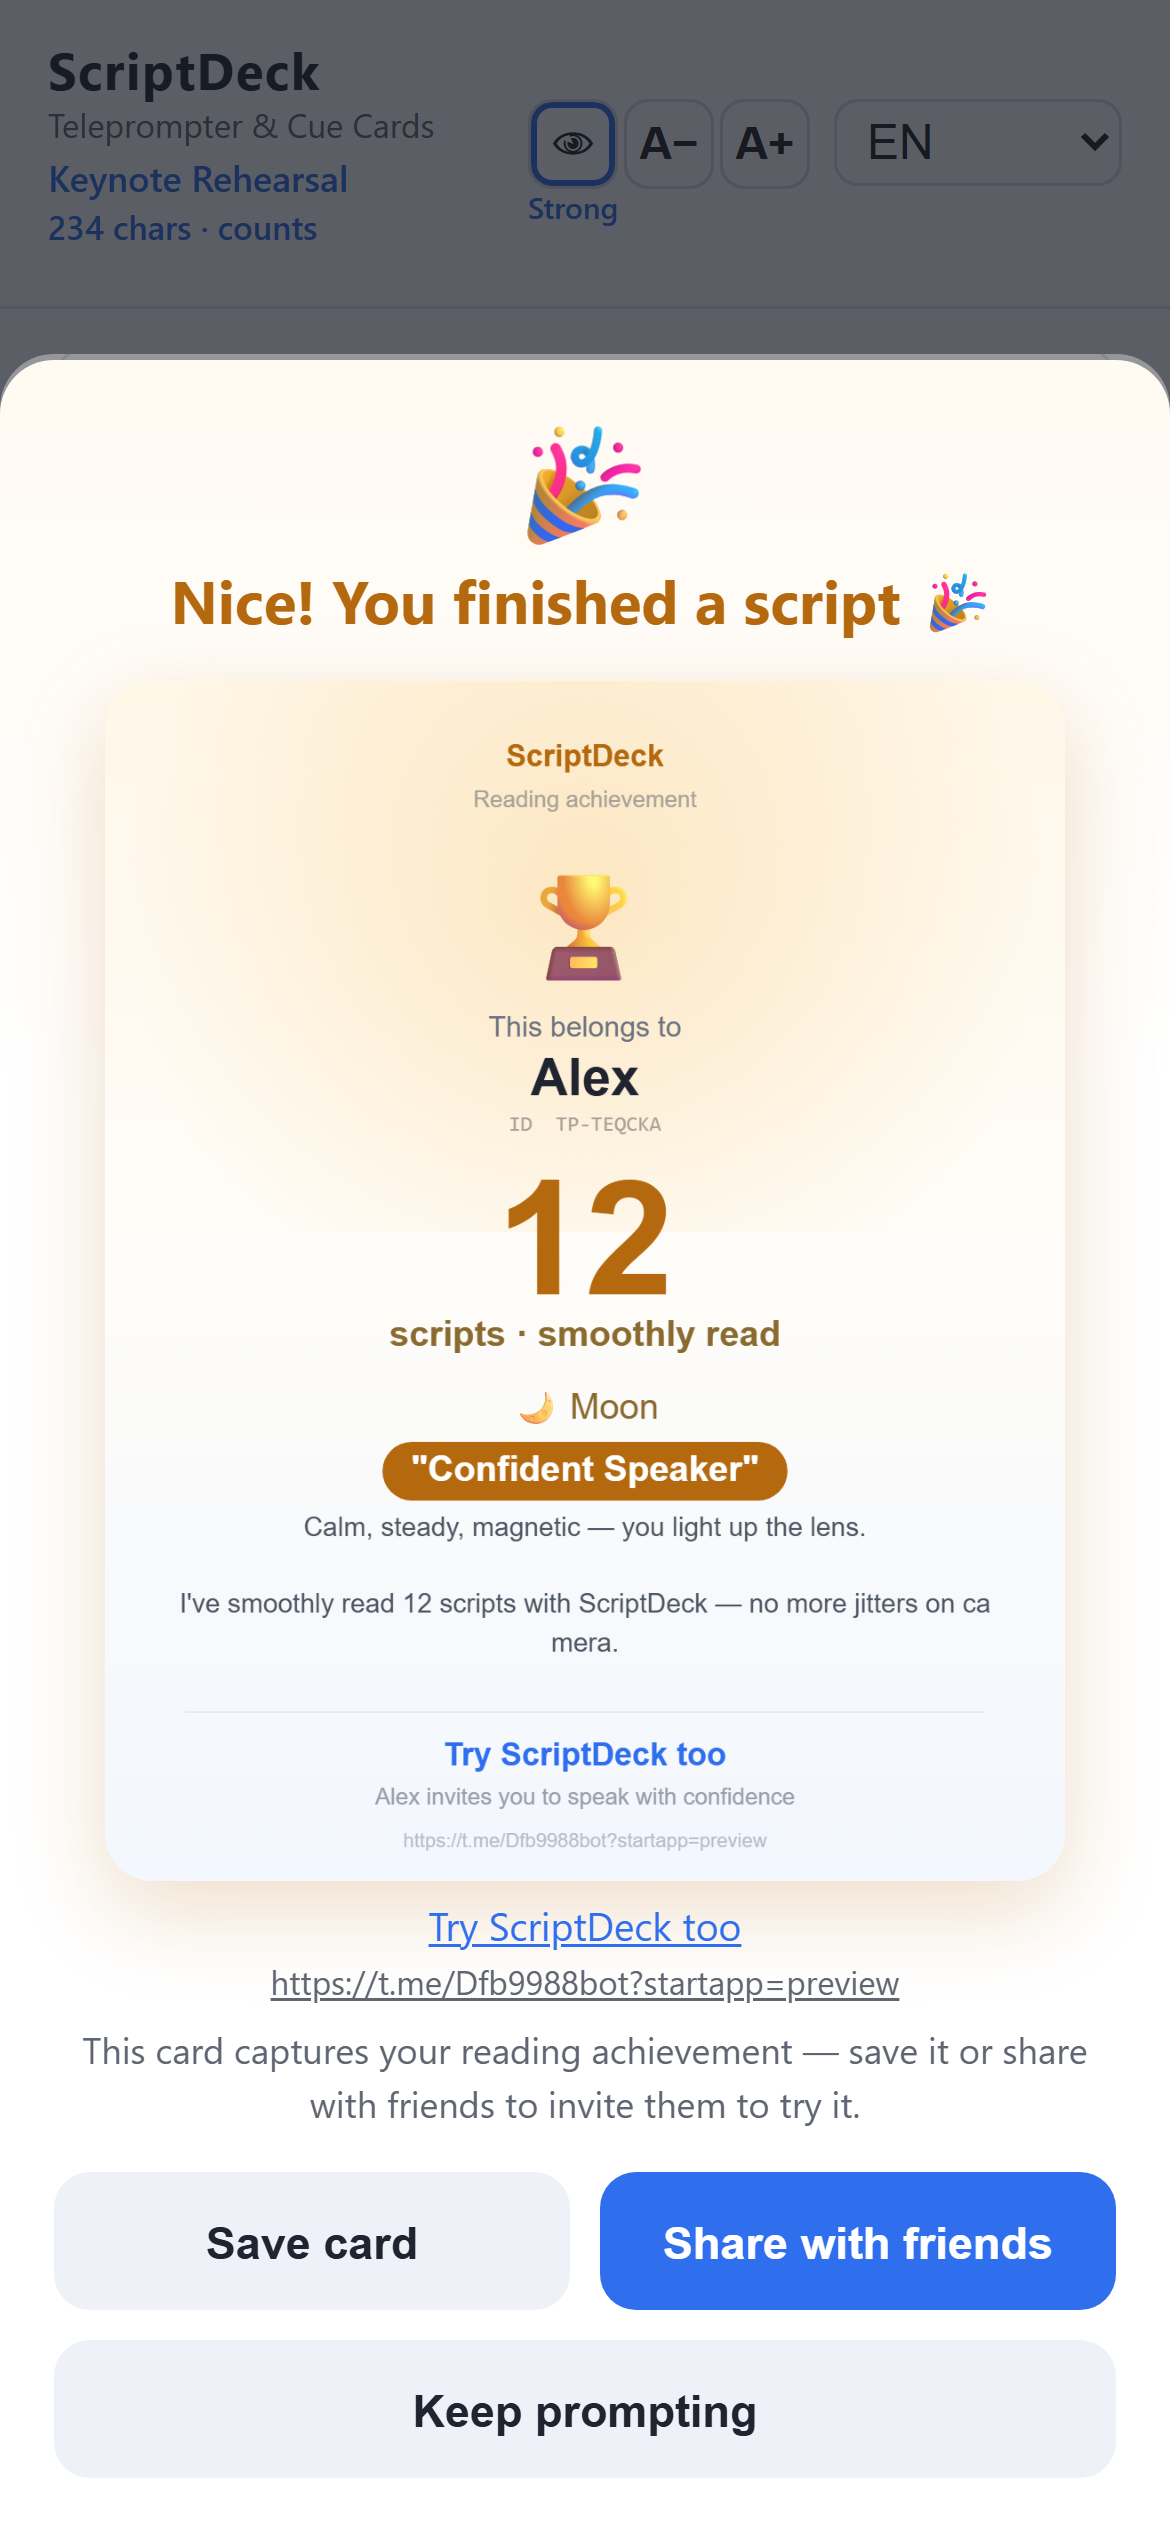 ScriptDeck
Teleprompter & Cue Cards
Keynote Rehearsal
234 chars · counts
A−
A+
EN
Strong
Nice! You finished a script 🎉
ScriptDeck
Reading achievement
This belongs to
Alex
ID TP-TEQCKA
12
scripts · smoothly read
🌙 Moon
"Confident Speaker"
Calm, steady, magnetic — you light up the lens.
I've smoothly read 12 scripts with ScriptDeck — no more jitters on ca
mera.
Try ScriptDeck too
Alex invites you to speak with confidence
https://t.me/Dfb9988bot?startapp=preview
Try ScriptDeck too
https://t.me/Dfb9988bot?startapp=preview
This card captures your reading achievement — save it or share
with friends to invite them to try it.
Save card
Share with friends
Keep prompting